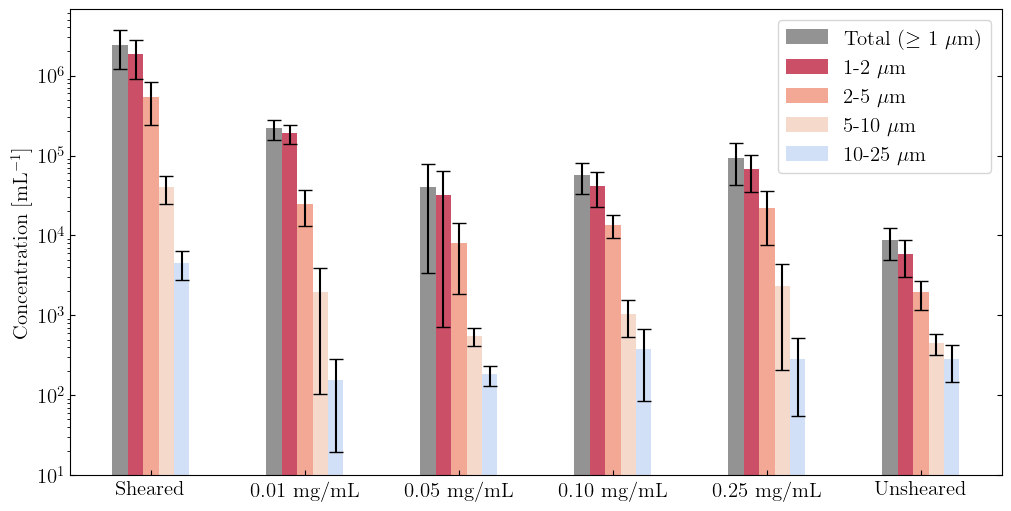 Concentration [mL⁻¹]
10⁶
10⁵
10⁴
10³
10²
10¹
Total (≥ 1 μm)
1-2 μm
2-5 μm
5-10 μm
10-25 μm
Sheared 0.01 mg/mL 0.05 mg/mL 0.10 mg/mL 0.25 mg/mL Unsheared